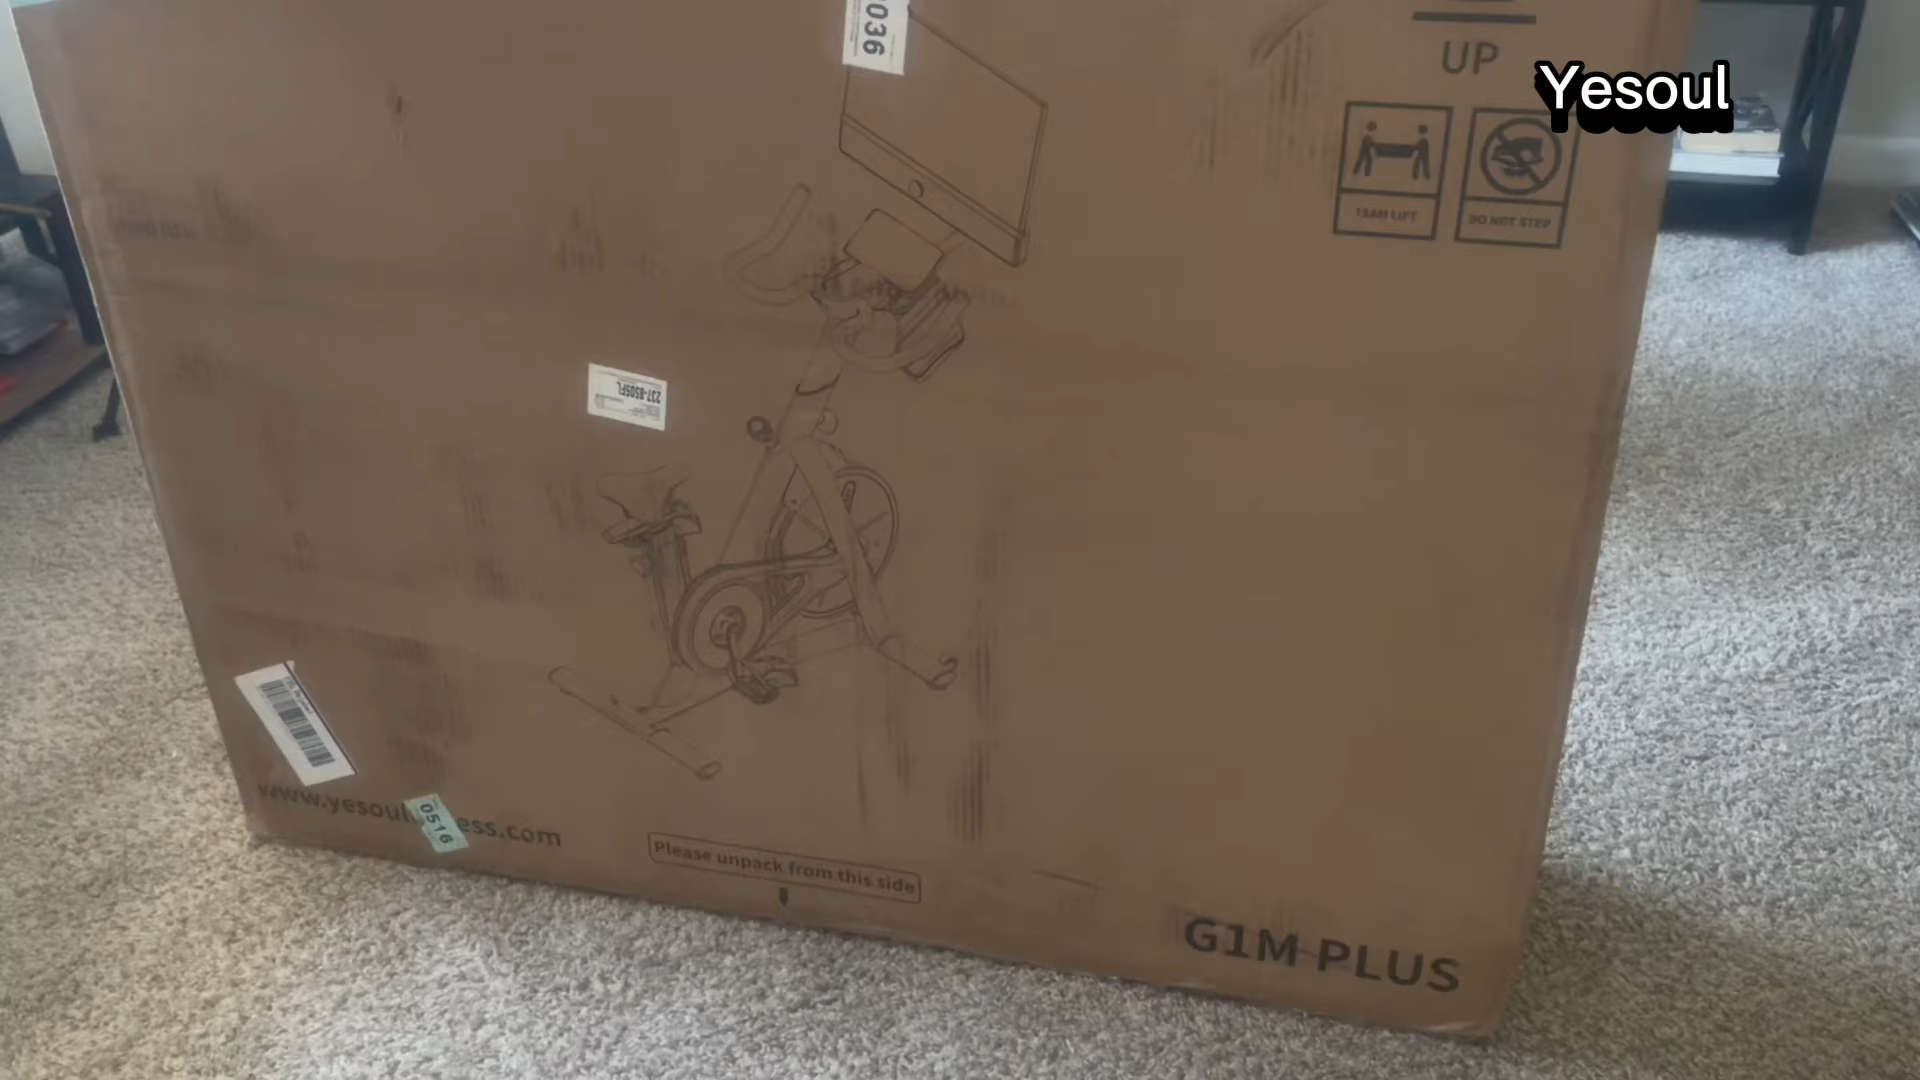 036
UP
Yesoul
TEAM LIFT
DO NOT STEP
237-8505FL
www.yesoul ess.com
0516
Please unpack from this side
G1M PLUS